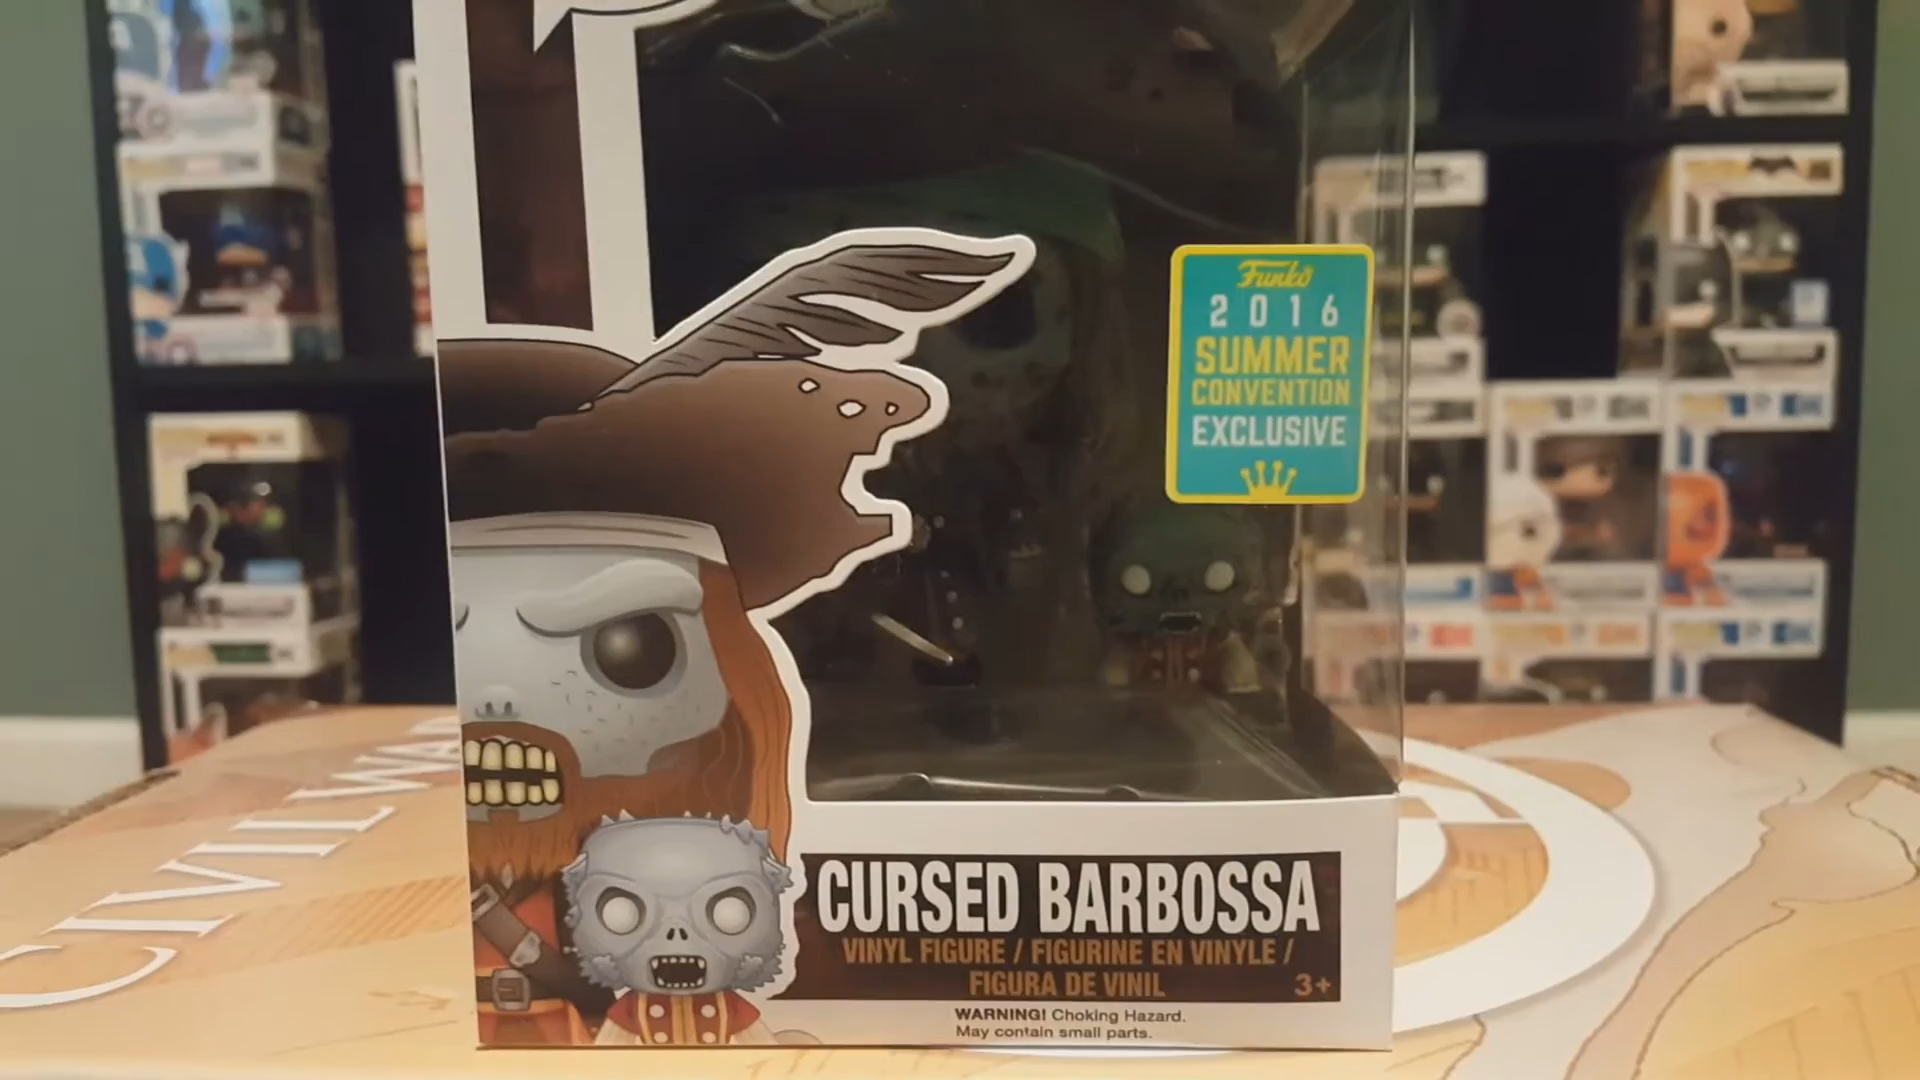 Funko
2016
SUMMER
CONVENTION
EXCLUSIVE
CIVIL WA
CURSED BARBOSSA
VINYL FIGURE / FIGURINE EN VINYLE /
FIGURA DE VINIL
3+
WARNING! Choking Hazard.
May contain small parts.